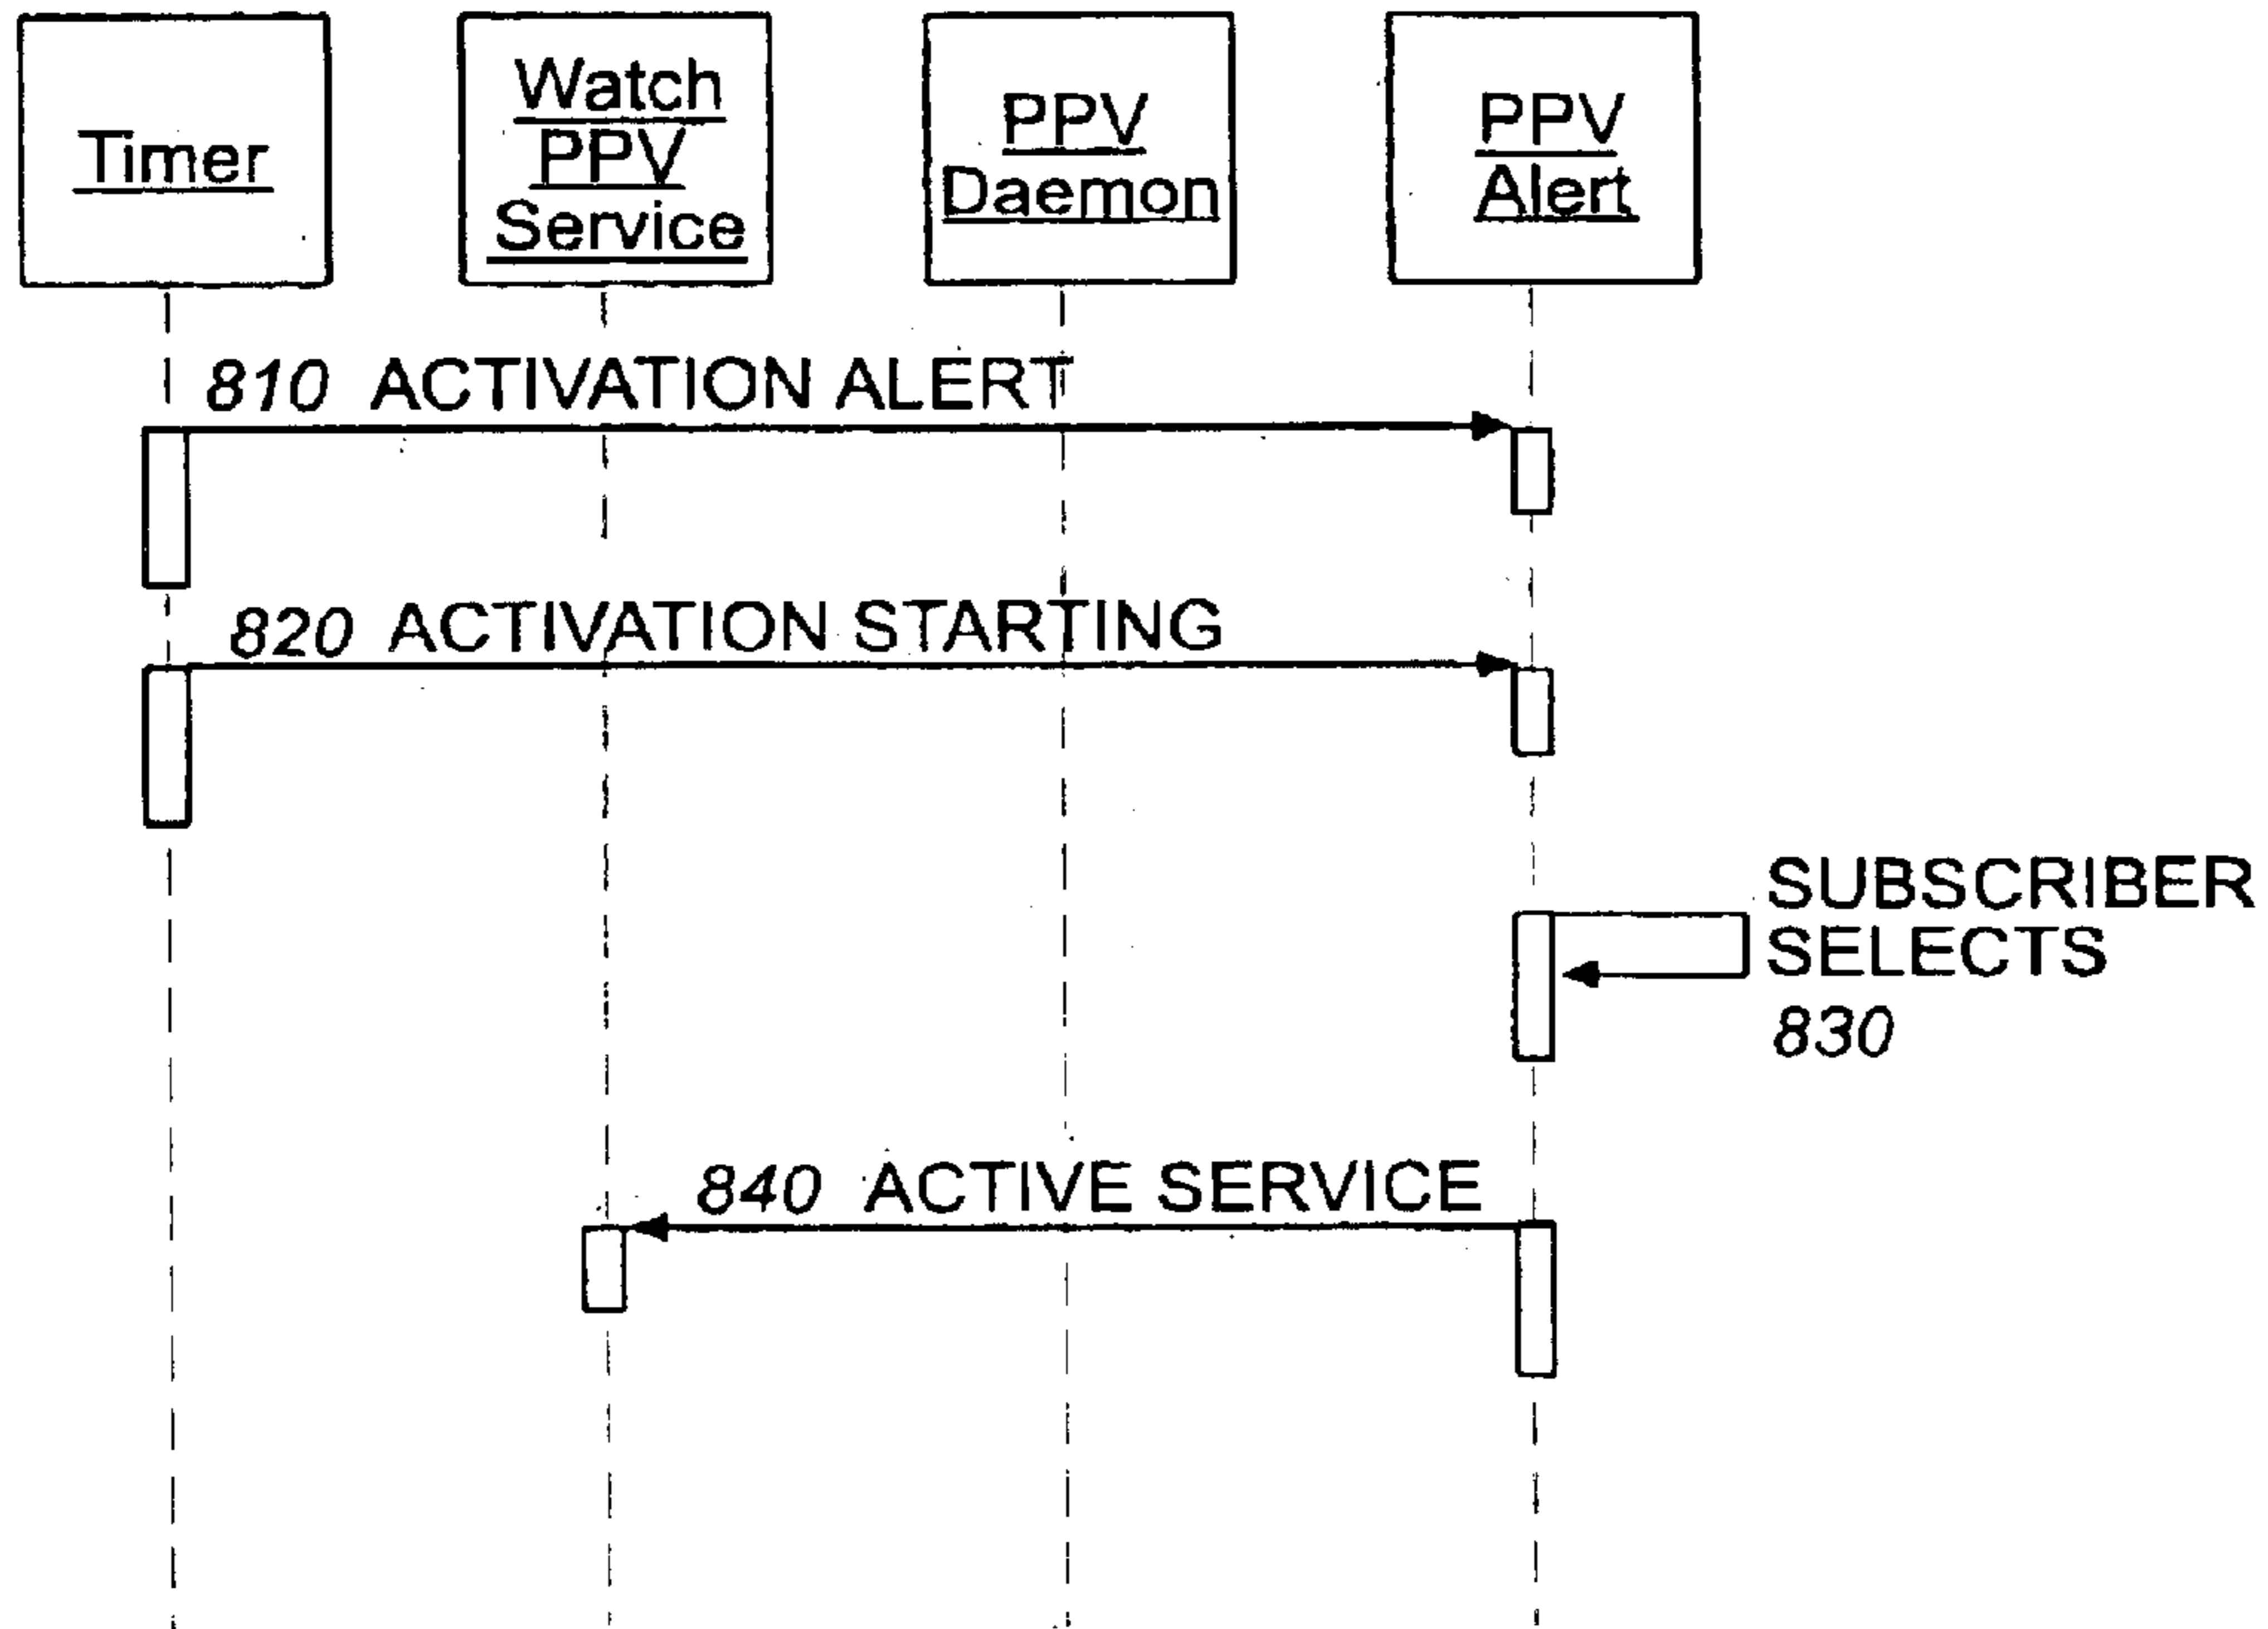 Timer
Watch
PPV
Service
PPV
Daemon
PPV
Alert
810 ACTIVATION ALERT
820 ACTIVATION STARTING
SUBSCRIBER
SELECTS
830
840 ACTIVE SERVICE